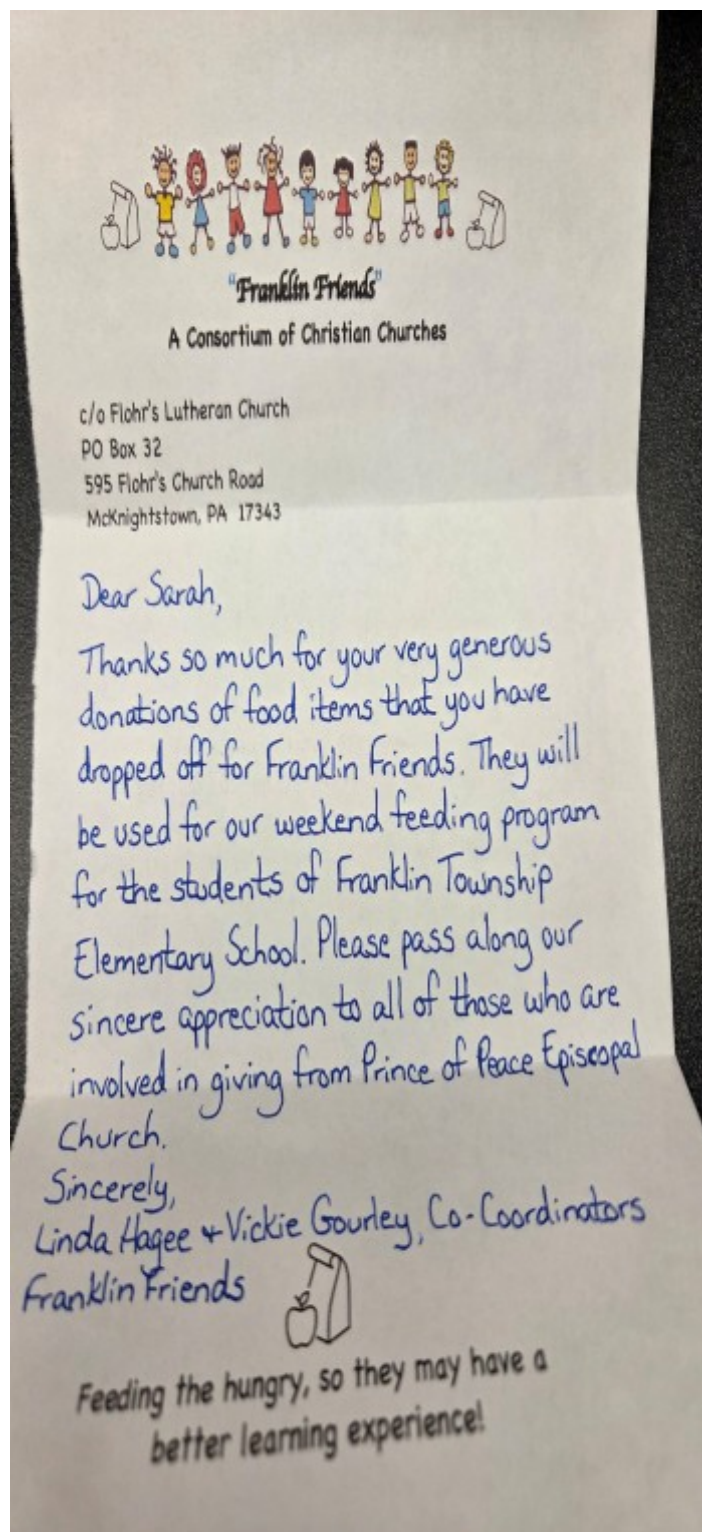 "Franklin Friends"
A Consortium of Christian Churches
c/o Flohr's Lutheran Church
PO Box 32
595 Flohr's Church Road
McKnightstown, PA 17343
Dear Sarah,
Thanks so much for your very generous
donations of food items that you have
dropped off for Franklin Friends. They will
be used for our weekend feeding program
for the students of Franklin Township
Elementary School. Please pass along our
sincere appreciation to all of those who are
involved in giving from Prince of Peace Episcopal
Church.
Sincerely,
Linda Hagee + Vickie Gourley, Co-Coordinators
Franklin Friends
Feeding the hungry, so they may have a
better learning experience!